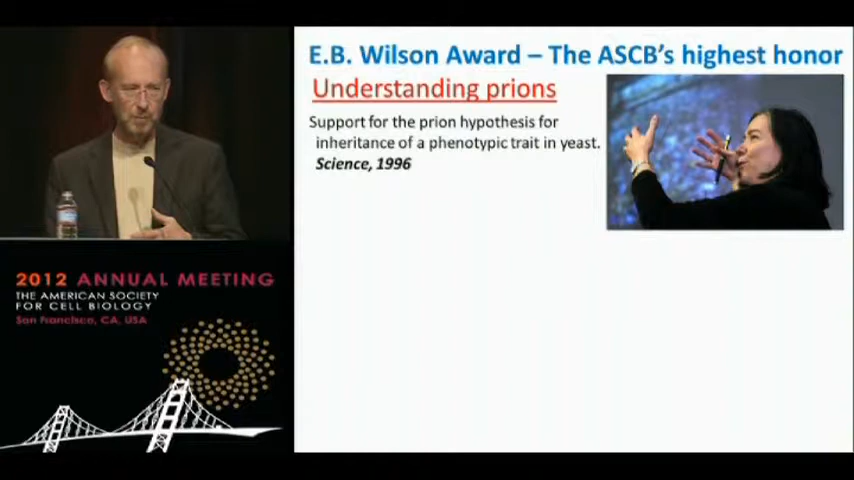 E.B. Wilson Award – The ASCB's highest honor
Understanding prions
Support for the prion hypothesis for
inheritance of a phenotypic trait in yeast.
Science, 1996
2012 ANNUAL MEETING
THE AMERICAN SOCIETY
FOR CELL BIOLOGY
San Francisco, CA, USA